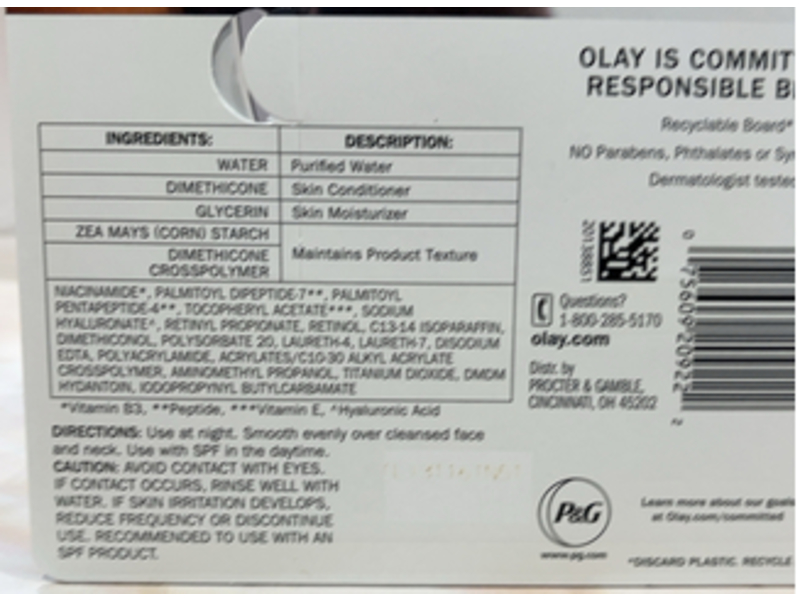 INGREDIENTS: DESCRIPTION:
WATER Purified Water
DIMETHICONE Skin Conditioner
GLYCERIN Skin Moisturizer
ZEA MAYS (CORN) STARCH
DIMETHICONE
CROSSPOLYMER
Maintains Product Texture
NIACINAMIDE*, PALMITOYL DIPEPTIDE-7**, PALMITOYL
PENTAPEPTIDE-4**, TOCOPHERYL ACETATE***, SODIUM
HYALURONATE^, RETINYL PROPIONATE, RETINOL, C13-14 ISOPARAFFIN,
DIMETHICONOL, POLYSORBATE 20, LAURETH-4, LAURETH-7, DISODIUM
EDTA, POLYACRYLAMIDE, ACRYLATES/C10-30 ALKYL ACRYLATE
CROSSPOLYMER, AMINOMETHYL PROPANOL, TITANIUM DIOXIDE, DMDM
HYDANTOIN, IODOPROPYNYL BUTYLCARBAMATE
*Vitamin B3, **Peptide, ***Vitamin E, ^Hyaluronic Acid
DIRECTIONS: Use at night. Smooth evenly over cleansed face
and neck. Use with SPF in the daytime.
CAUTION: AVOID CONTACT WITH EYES.
IF CONTACT OCCURS, RINSE WELL WITH
WATER. IF SKIN IRRITATION DEVELOPS,
REDUCE FREQUENCY OR DISCONTINUE
USE. RECOMMENDED TO USE WITH AN
SPF PRODUCT.
OLAY IS COMMIT
RESPONSIBLE B
Recyclable Board*
NO Parabens, Phthalates or Sy
Dermatologist teste
20138851
Questions?
1-800-285-5170
olay.com
Distr. by
PROCTER & GAMBLE,
CINCINNATI, OH 45202
0 75609 20922 2
P&G
www.pg.com
Learn more about our goals
at Olay.com/committed
*DISCARD PLASTIC. RECYCLE